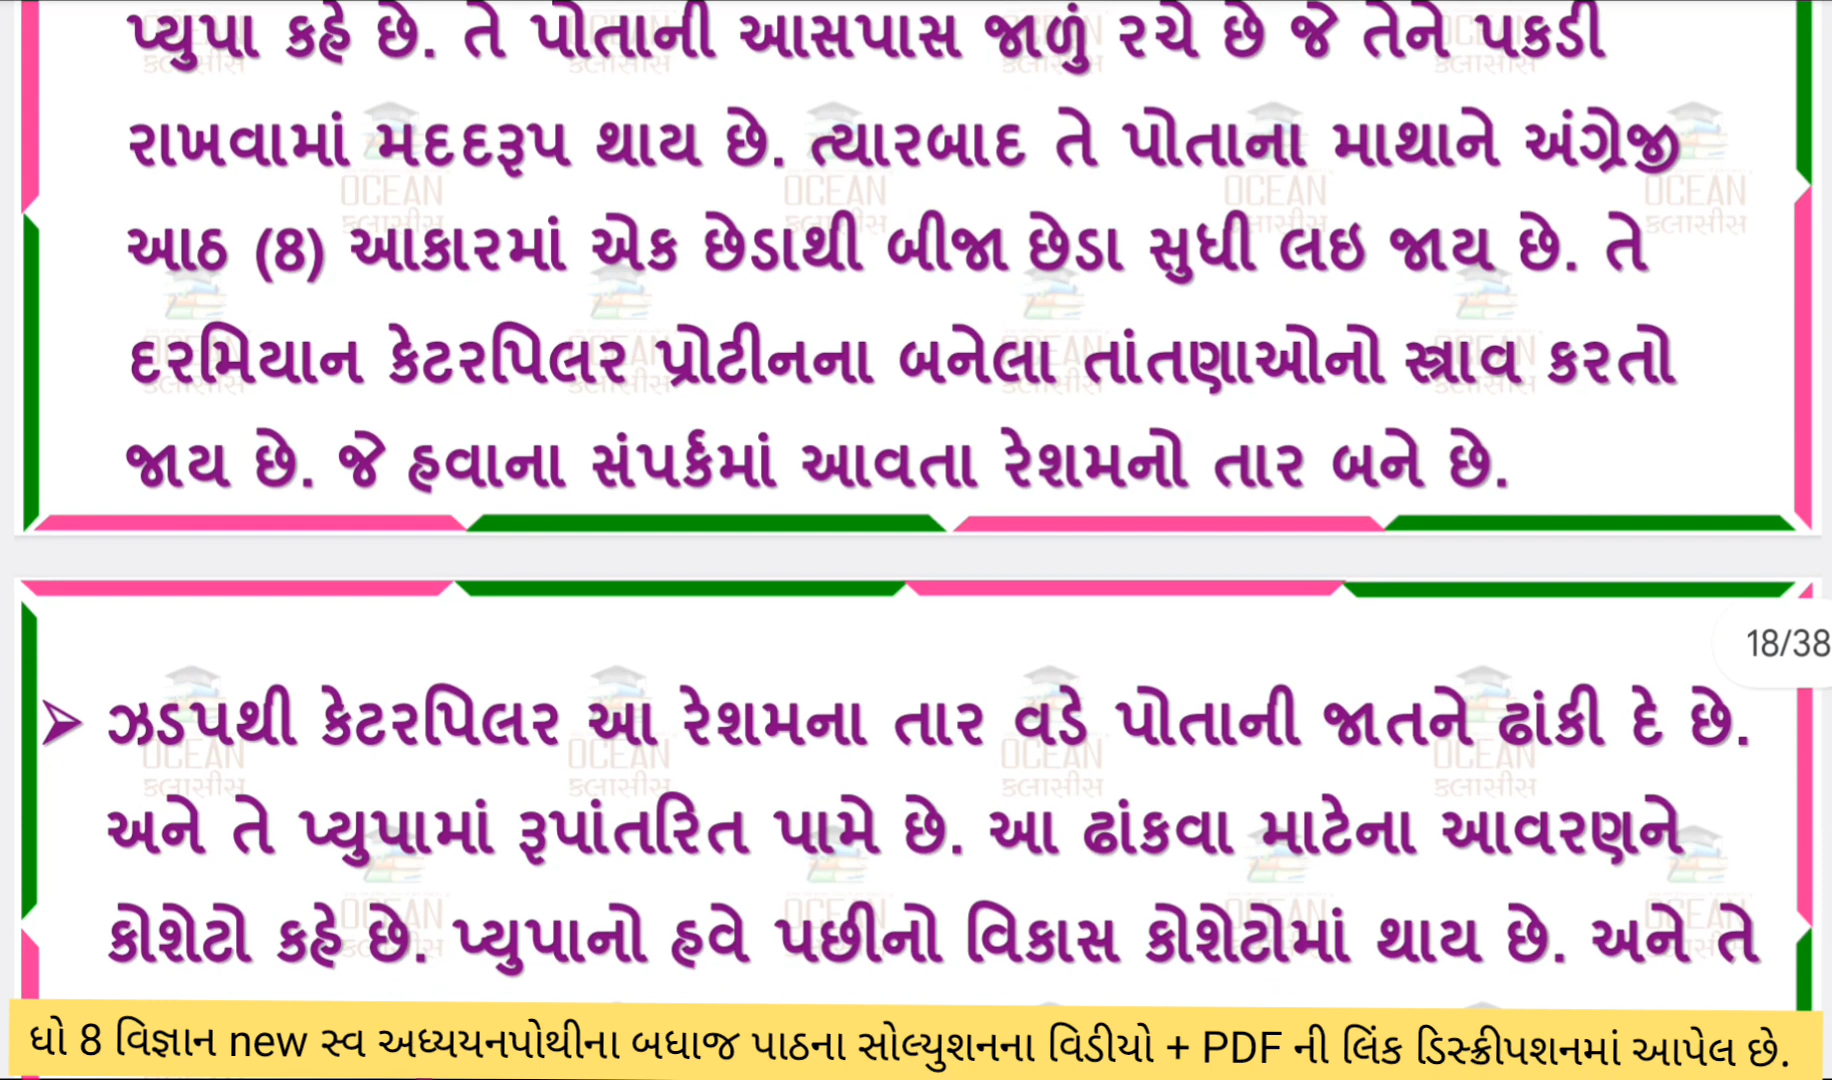 પ્યુપા કહે છે. તે પોતાની આસપાસ જાળું રચે છે જે તેને પકડી
રાખવામાં મદદરૂપ થાય છે. ત્યારબાદ તે પોતાના માથાને અંગ્રેજી
આઠ (8) આકારમાં એક છેડાથી બીજા છેડા સુધી લઇ જાય છે. તે
દરમિયાન કેટરપિલર પ્રોટીનના બનેલા તાંતણાઓનો સ્ત્રાવ કરતો
જાય છે. જે હવાના સંપર્કમાં આવતા રેશમનો તાર બને છે.
18/38
➢ ઝડપથી કેટરપિલર આ રેશમના તાર વડે પોતાની જાતને ઢાંકી દે છે.
અને તે પ્યુપામાં રૂપાંતરિત પામે છે. આ ઢાંકવા માટેના આવરણને
કોશેટો કહે છે. પ્યુપાનો હવે પછીનો વિકાસ કોશેટોમાં થાય છે. અને તે
ધો 8 વિજ્ઞાન new સ્વ અધ્યયનપોથીના બધાજ પાઠના સોલ્યુશનના વિડીયો + PDF ની લિંક ડિસ્ક્રીપશનમાં આપેલ છે.
OCEAN
કલાસીસ